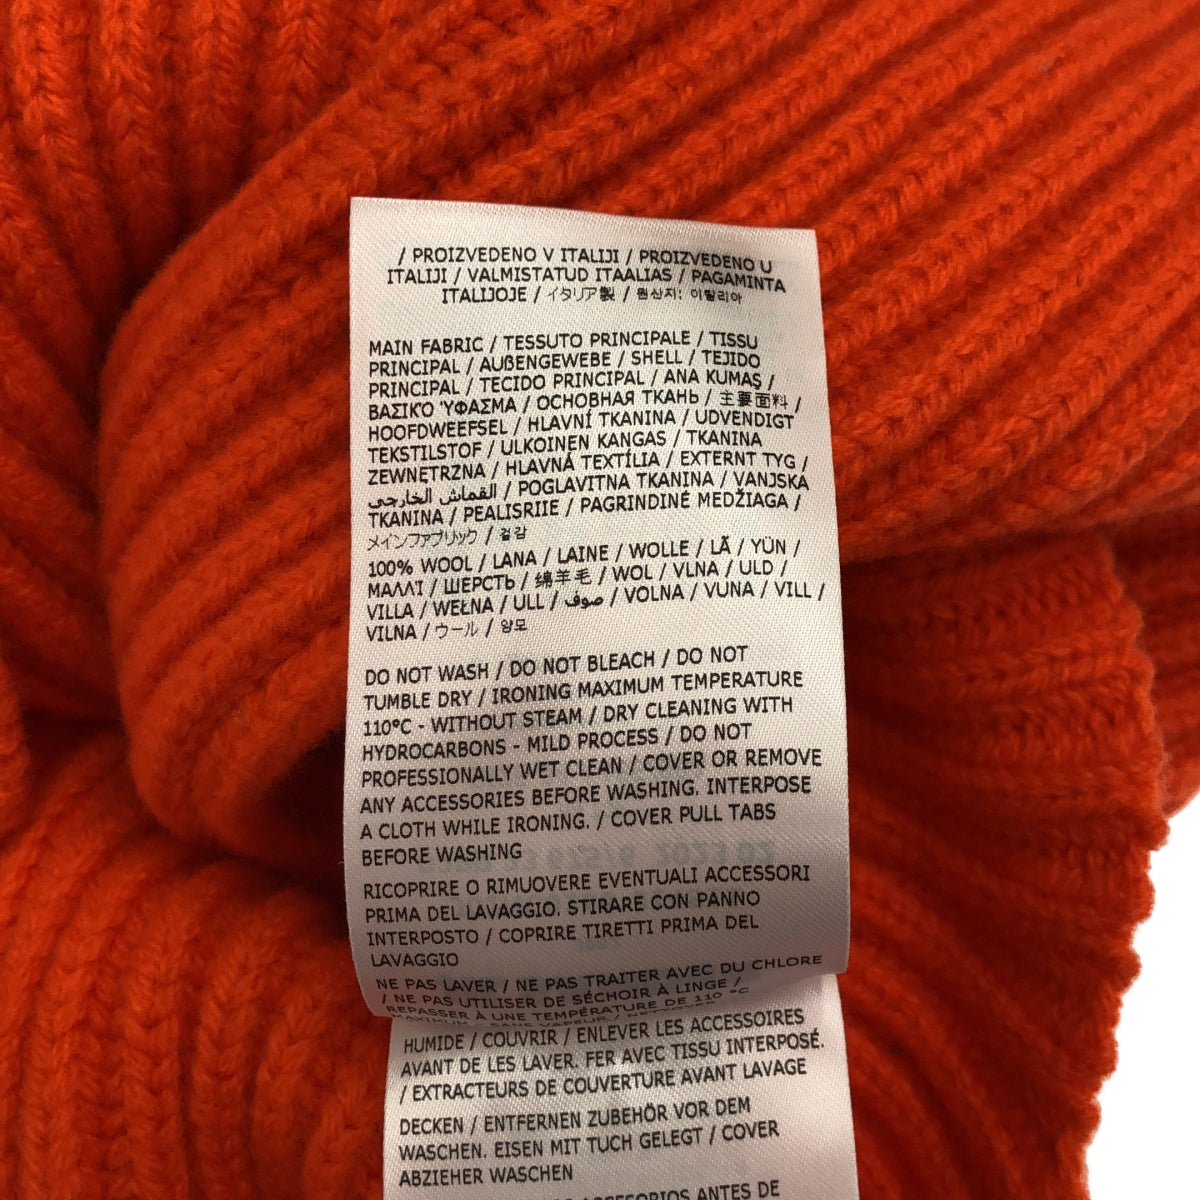 / PROIZVEDENO V ITALIJI / PROIZVEDENO U
ITALIJI / VALMISTATUD ITAALIAS / PAGAMINTA
ITALIJOJE / イタリア製 / 원산지: 이탈리아
MAIN FABRIC / TESSUTO PRINCIPALE / TISSU
PRINCIPAL / AUßENGEWEBE / SHELL / TEJIDO
PRINCIPAL / TECIDO PRINCIPAL / ANA KUMAŞ /
ΒΑΣΙΚΌ ΎΦΑΣΜΑ / ОСНОВНАЯ ТКАНЬ / 主要面料 /
HOOFDWEEFSEL / HLAVNÍ TKANINA / UDVENDIGT
TEKSTILSTOF / ULKOINEN KANGAS / TKANINA
ZEWNĘTRZNA / HLAVNÁ TEXTÍLIA / EXTERNT TYG /
القماش الخارجي / POGLAVITNA TKANINA / VANJSKA
TKANINA / PEALISRIIE / PAGRINDINĖ MEDŽIAGA /
メインファブリック / 겉감
100% WOOL / LANA / LAINE / WOLLE / LÃ / YÜN /
ΜΑΛΛΊ / ШЕРСТЬ / 绵羊毛 / WOL / VLNA / ULD /
VILLA / WEŁNA / ULL / صوف / VOLNA / VUNA / VILL /
VILNA / ウール / 양모
DO NOT WASH / DO NOT BLEACH / DO NOT
TUMBLE DRY / IRONING MAXIMUM TEMPERATURE
110°C - WITHOUT STEAM / DRY CLEANING WITH
HYDROCARBONS - MILD PROCESS / DO NOT
PROFESSIONALLY WET CLEAN / COVER OR REMOVE
ANY ACCESSORIES BEFORE WASHING. INTERPOSE
A CLOTH WHILE IRONING. / COVER PULL TABS
BEFORE WASHING
RICOPRIRE O RIMUOVERE EVENTUALI ACCESSORI
PRIMA DEL LAVAGGIO. STIRARE CON PANNO
INTERPOSTO / COPRIRE TIRETTI PRIMA DEL
LAVAGGIO
NE PAS LAVER / NE PAS TRAITER AVEC DU CHLORE
/ NE PAS UTILISER DE SÉCHOIR À LINGE /
REPASSER À UNE TEMPÉRATURE DE 110 °C
HUMIDE / COUVRIR / ENLEVER LES ACCESSOIRES
AVANT DE LES LAVER. FER AVEC TISSU INTERPOSÉ.
/ EXTRACTEURS DE COUVERTURE AVANT LAVAGE
DECKEN / ENTFERNEN ZUBEHÖR VOR DEM
WASCHEN. EISEN MIT TUCH GELEGT / COVER
ABZIEHER WASCHEN
ACCESORIOS ANTES DE